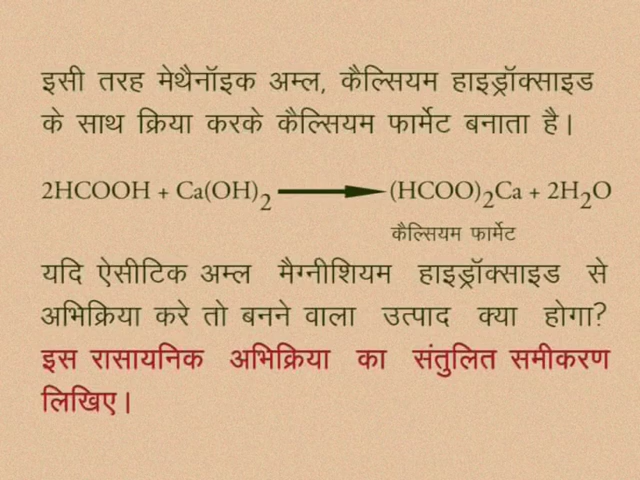 इसी तरह मेथैनॉइक अम्ल, कैल्सियम हाइड्रॉक्साइड
के साथ क्रिया करके कैल्सियम फार्मेट बनाता है।
2HCOOH + Ca(OH)₂ ⟶ (HCOO)₂Ca + 2H₂O
कैल्सियम फार्मेट
यदि ऐसीटिक अम्ल मैग्नीशियम हाइड्रॉक्साइड से
अभिक्रिया करे तो बनने वाला उत्पाद क्या होगा?
इस रासायनिक अभिक्रिया का संतुलित समीकरण
लिखिए।